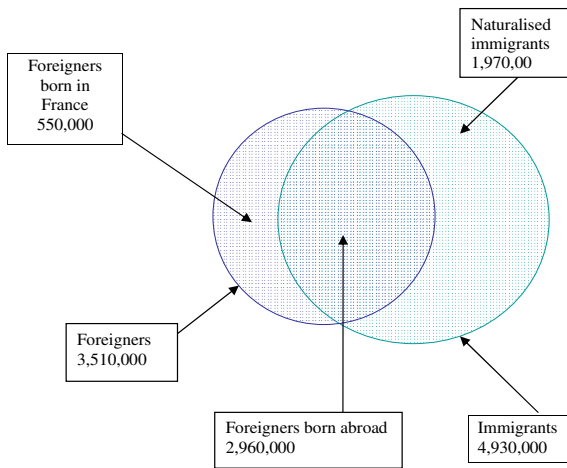 Naturalised
immigrants
1,970,00
Foreigners
born in
France
550,000
Foreigners
3,510,000
Foreigners born abroad
2,960,000
Immigrants
4,930,000